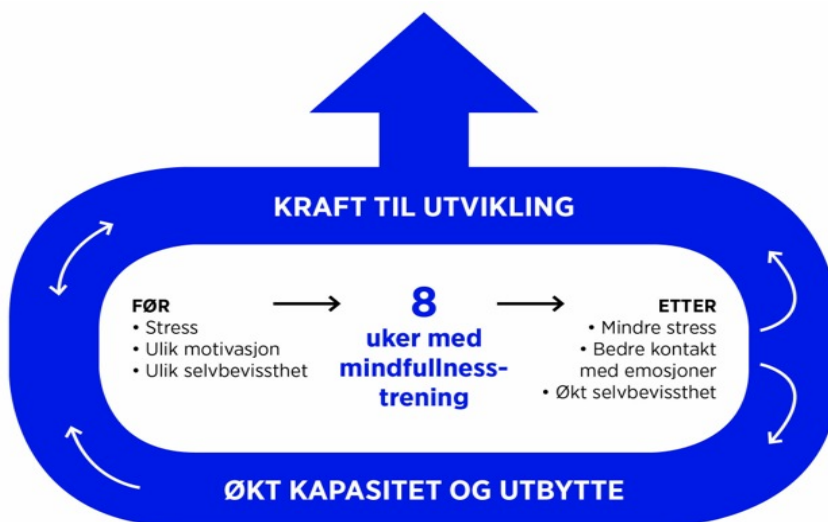 KRAFT TIL UTVIKLING
FØR
• Stress
• Ulik motivasjon
• Ulik selvbevissthet
8
uker med
mindfullness-
trening
ETTER
• Mindre stress
• Bedre kontakt
med emosjoner
• Økt selvbevissthet
ØKT KAPASITET OG UTBYTTE